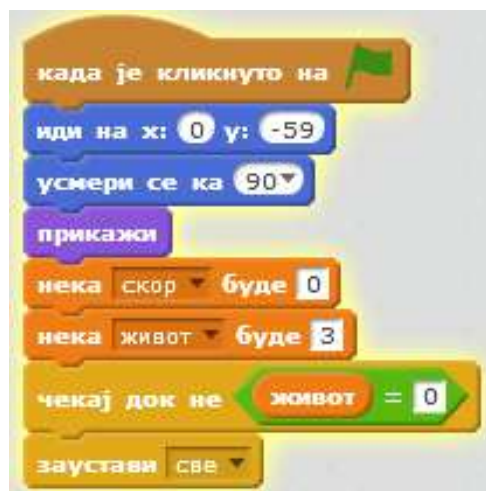 када је кликнуто на
иди на x: 0 y: -59
усмери се ка 90
прикажи
нека скор буде 0
нека живот буде 3
чекај док не живот = 0
заустави све